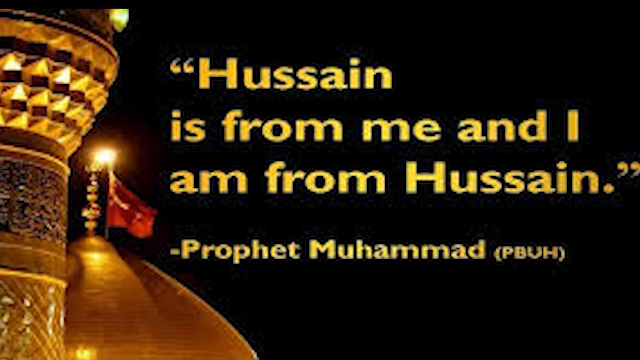 “Hussain
is from me and I
am from Hussain.”
-Prophet Muhammad (PBUH)